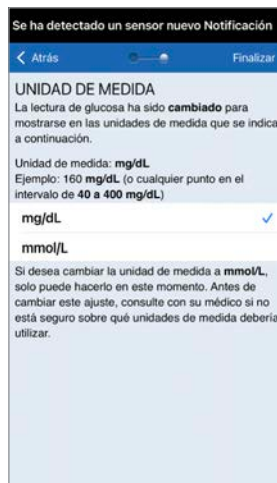 Se ha detectado un sensor nuevo Notificación
Atrás
Finalizar
UNIDAD DE MEDIDA
La lectura de glucosa ha sido cambiado para
mostrarse en las unidades de medida que se indica
a continuación.
Unidad de medida: mg/dL
Ejemplo: 160 mg/dL (o cualquier punto en el
intervalo de 40 a 400 mg/dL)
mg/dL
mmol/L
Si desea cambiar la unidad de medida a mmol/L,
solo puede hacerlo en este momento. Antes de
cambiar este ajuste, consulte con su médico si no
está seguro sobre qué unidades de medida debería
utilizar.